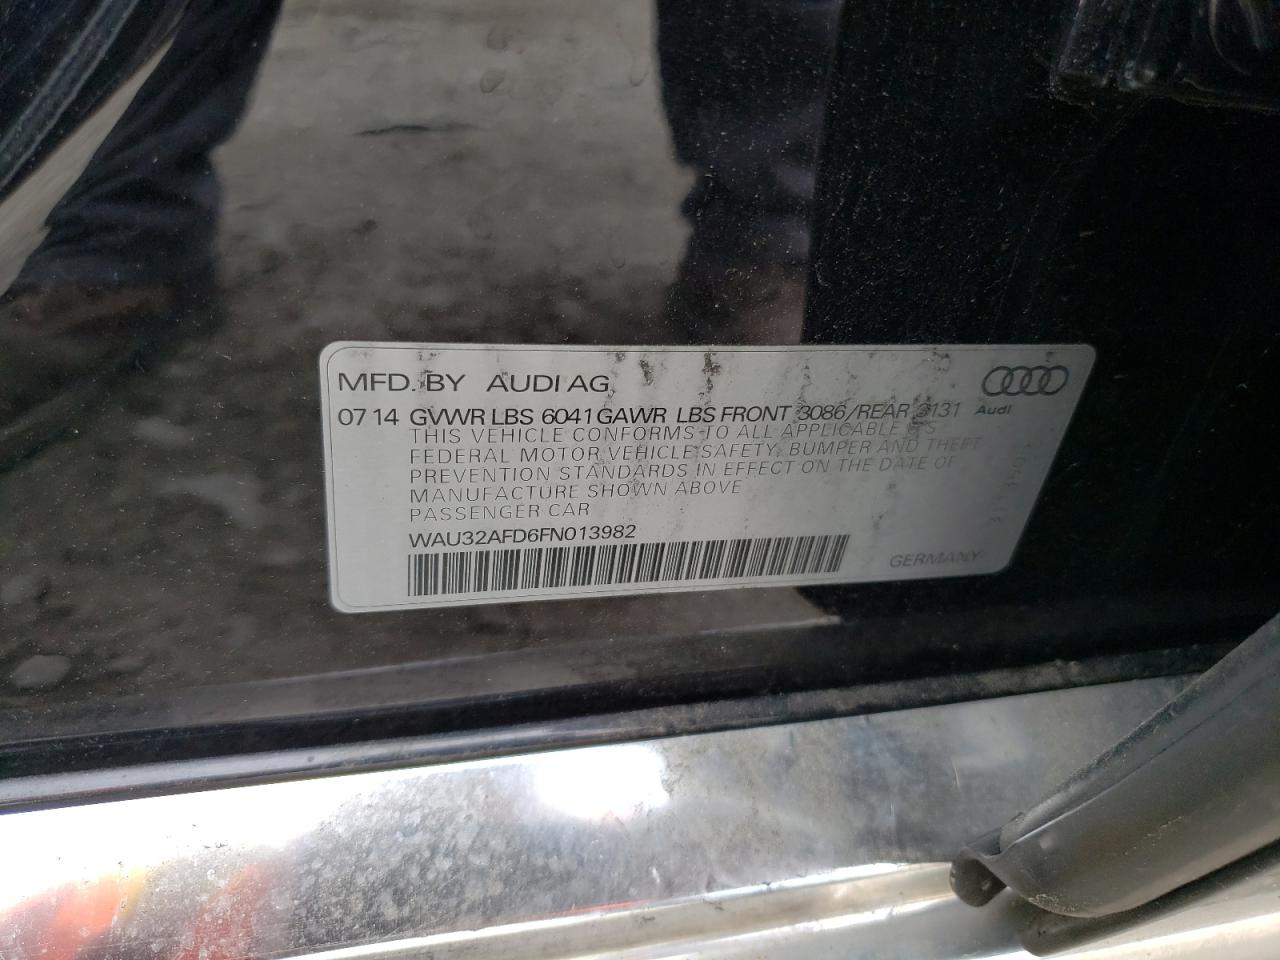 MFD. BY AUDI AG
07 14 GVWR LBS 6041 GAWR LBS FRONT 3086/REAR 3131 Audi
THIS VEHICLE CONFORMS TO ALL APPLICABLE U.S
FEDERAL MOTOR VEHICLE SAFETY, BUMPER AND THEFT
PREVENTION STANDARDS IN EFFECT ON THE DATE OF
MANUFACTURE SHOWN ABOVE
PASSENGER CAR
WAU32AFD6FN013982
GERMANY